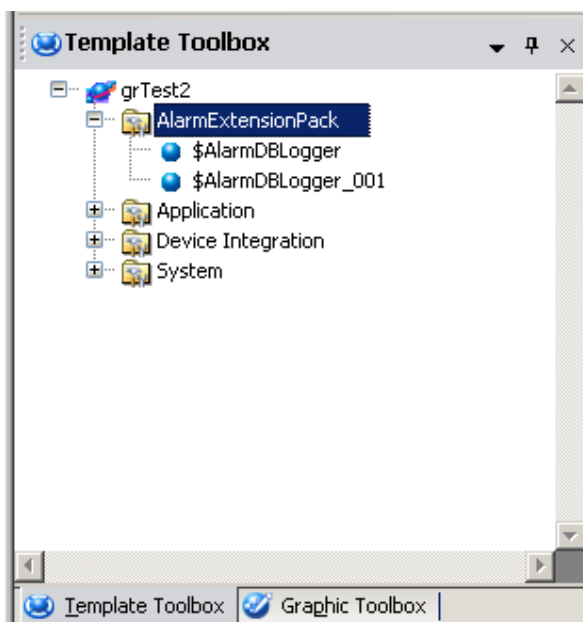 Template Toolbox
grTest2
AlarmExtensionPack
$AlarmDBLogger
$AlarmDBLogger_001
Application
Device Integration
System
Template Toolbox Graphic Toolbox